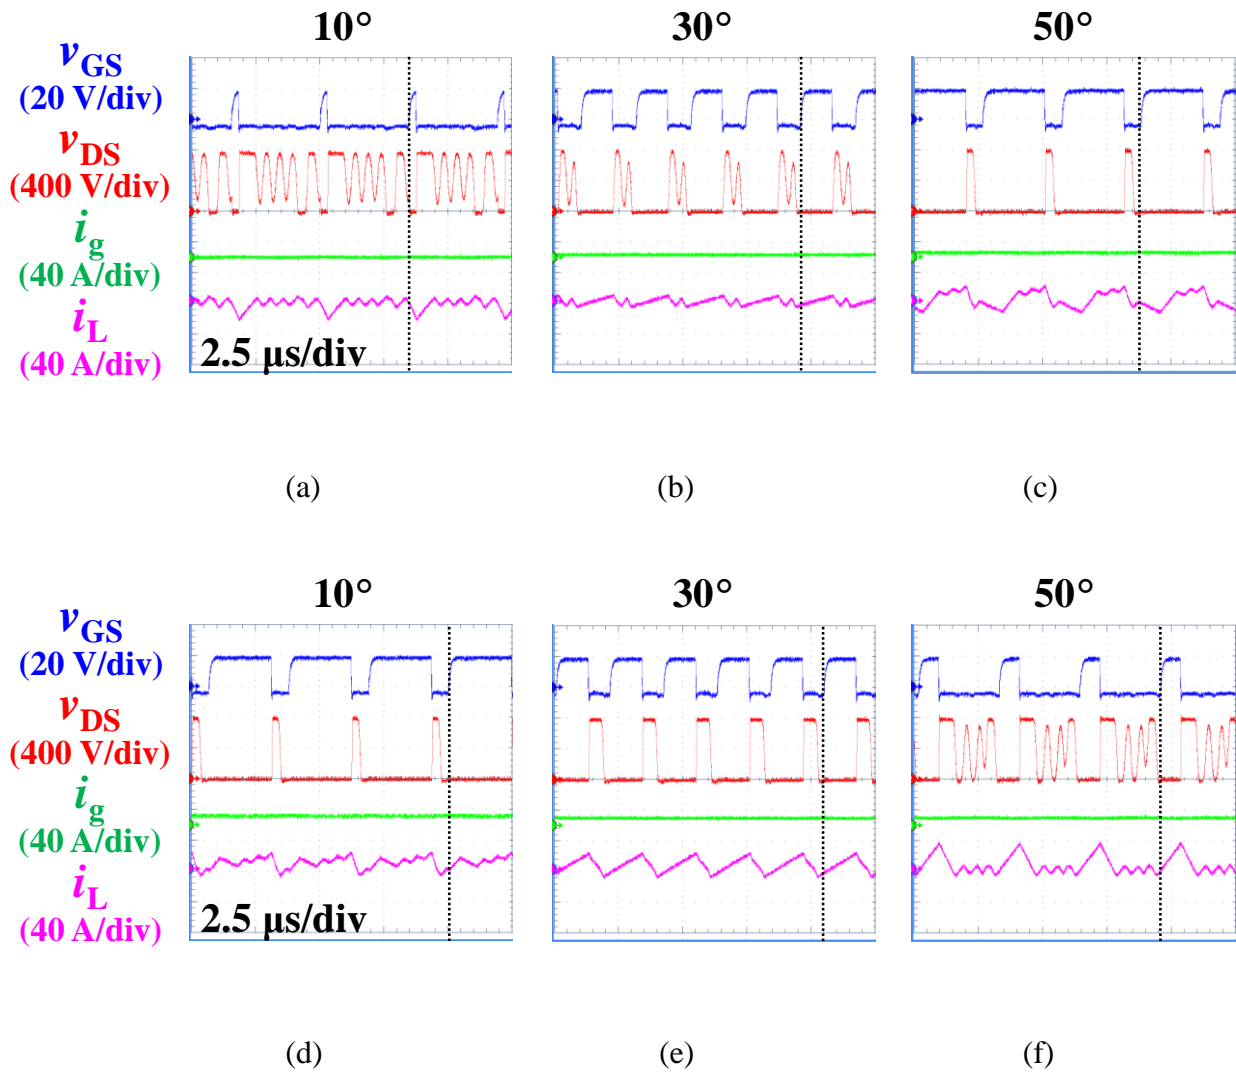 10° 30° 50°
vGS
(20 V/div)
vDS
(400 V/div)
ig
(40 A/div)
iL
(40 A/div)
2.5 μs/div
(a) (b) (c)
10° 30° 50°
vGS
(20 V/div)
vDS
(400 V/div)
ig
(40 A/div)
iL
(40 A/div)
2.5 μs/div
(d) (e) (f)